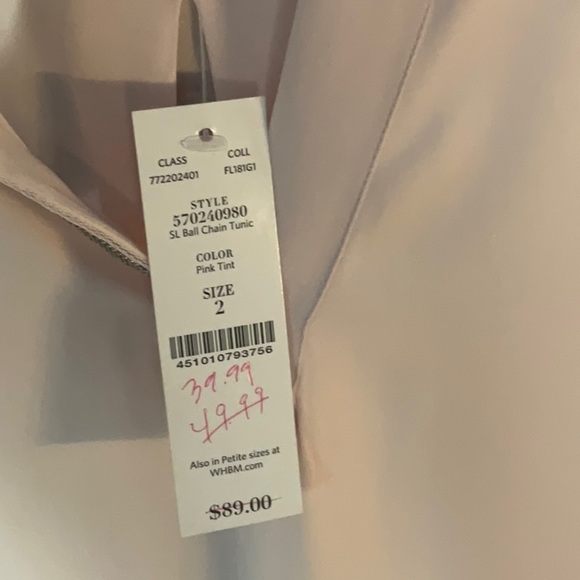 CLASS COLL
772202401 FL181G1
STYLE
570240980
SL Ball Chain Tunic
COLOR
Pink Tint
SIZE
2
451010793756
39.99
49.99
Also in Petite sizes at
WHBM.com
$89.00